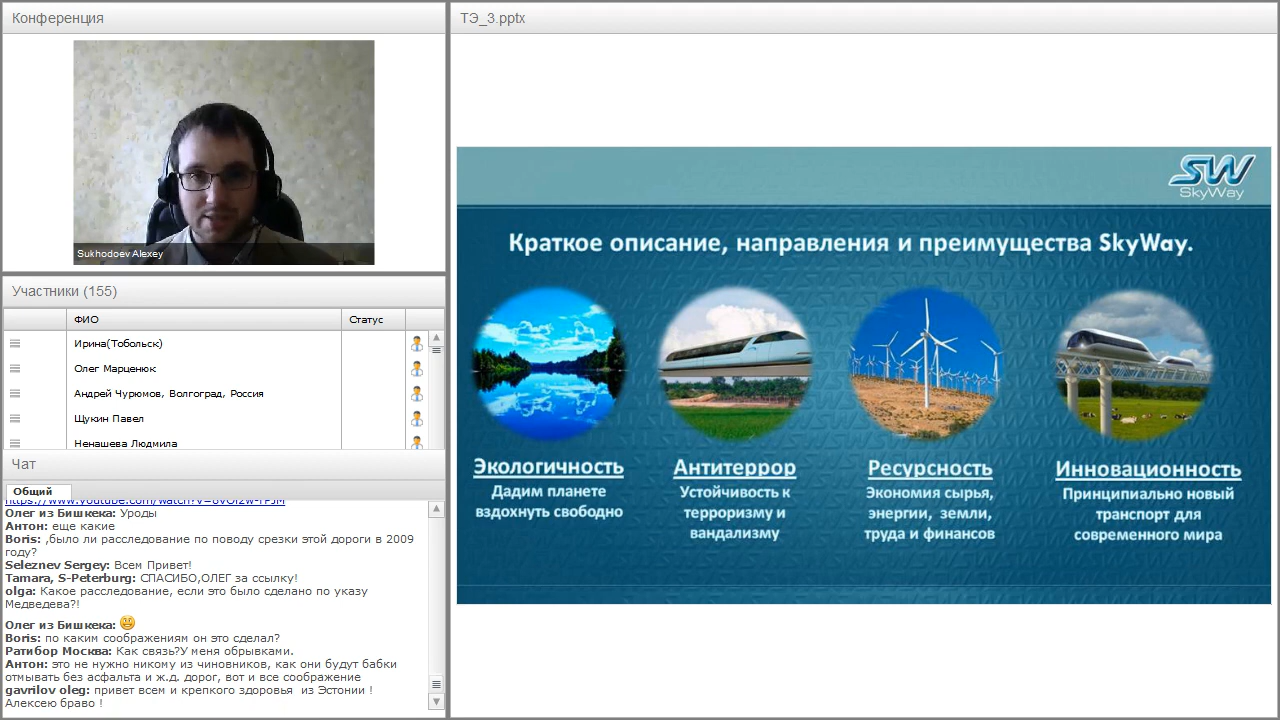 Конференция
Sukhodoev Alexey
Участники (155)
ФИО
Статус
Ирина(Тобольск)
Олег Марценюк
Андрей Чурюмов, Волгоград, Россия
Щукин Павел
Ненашева Людмила
Чат
Общий
Олег из Бишкека: Уроды
Антон: еще какие
Boris: ,было ли расследование по поводу срезки этой дороги в 2009
году?
Seleznev Sergey: Всем Привет!
Tamara, S-Peterburg: СПАСИБО,ОЛЕГ за ссылку!
olga: Какое расследование, если это было сделано по указу
Медведева?!
Олег из Бишкека:
Boris: по каким соображениям он это сделал?
Ратибор Москва: Как связь?У меня обрывками.
Антон: это не нужно никому из чиновников, как они будут бабки
отмывать без асфальта и ж.д. дорог, вот и все соображение
gavrilov oleg: привет всем и крепкого здоровья из Эстонии !
Алексею браво !
ТЭ_3.pptx
SW
SkyWay
Краткое описание, направления и преимущества SkyWay.
Экологичность
Дадим планете
вздохнуть свободно
Антитеррор
Устойчивость к
терроризму и
вандализму
Ресурсность
Экономия сырья,
энергии, земли,
труда и финансов
Инновационность
Принципиально новый
транспорт для
современного мира